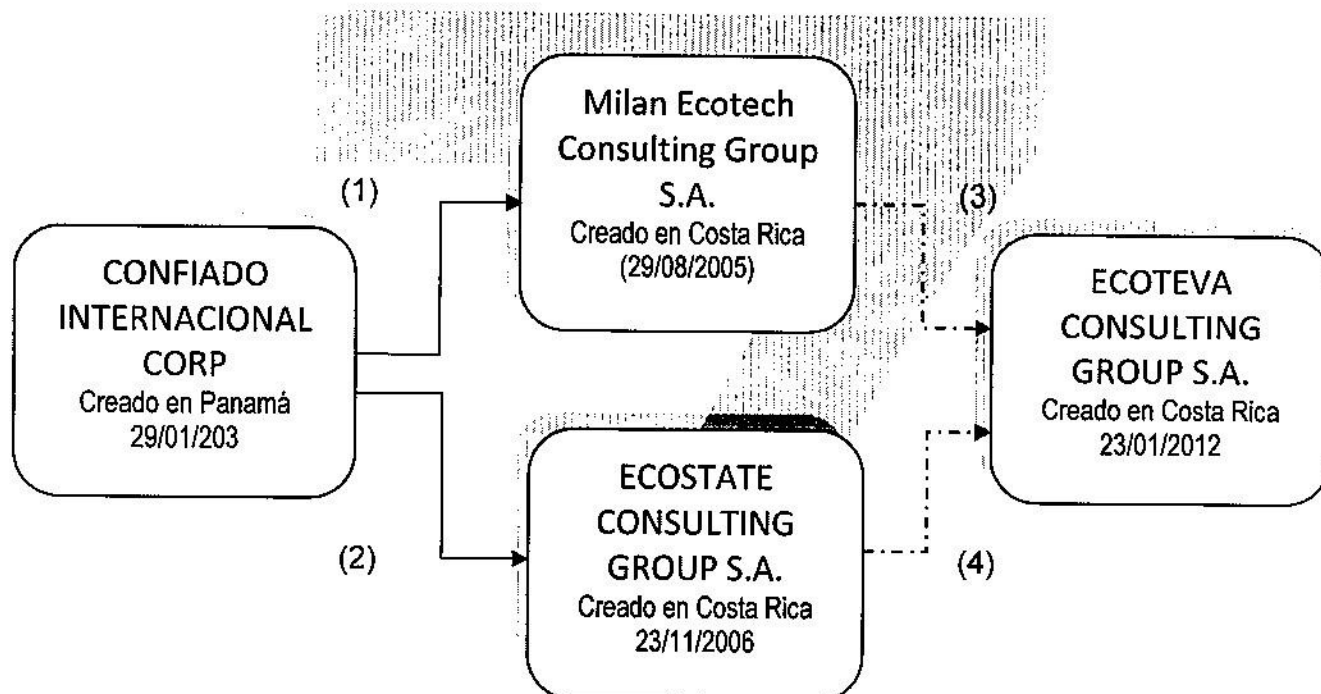 (1)
Milan Ecotech
Consulting Group
S.A.
Creado en Costa Rica
(29/08/2005)
(3)
CONFIADO
INTERNACIONAL
CORP
Creado en Panamá
29/01/203
ECOTEVA
CONSULTING
GROUP S.A.
Creado en Costa Rica
23/01/2012
(2)
ECOSTATE
CONSULTING
GROUP S.A.
Creado en Costa Rica
23/11/2006
(4)